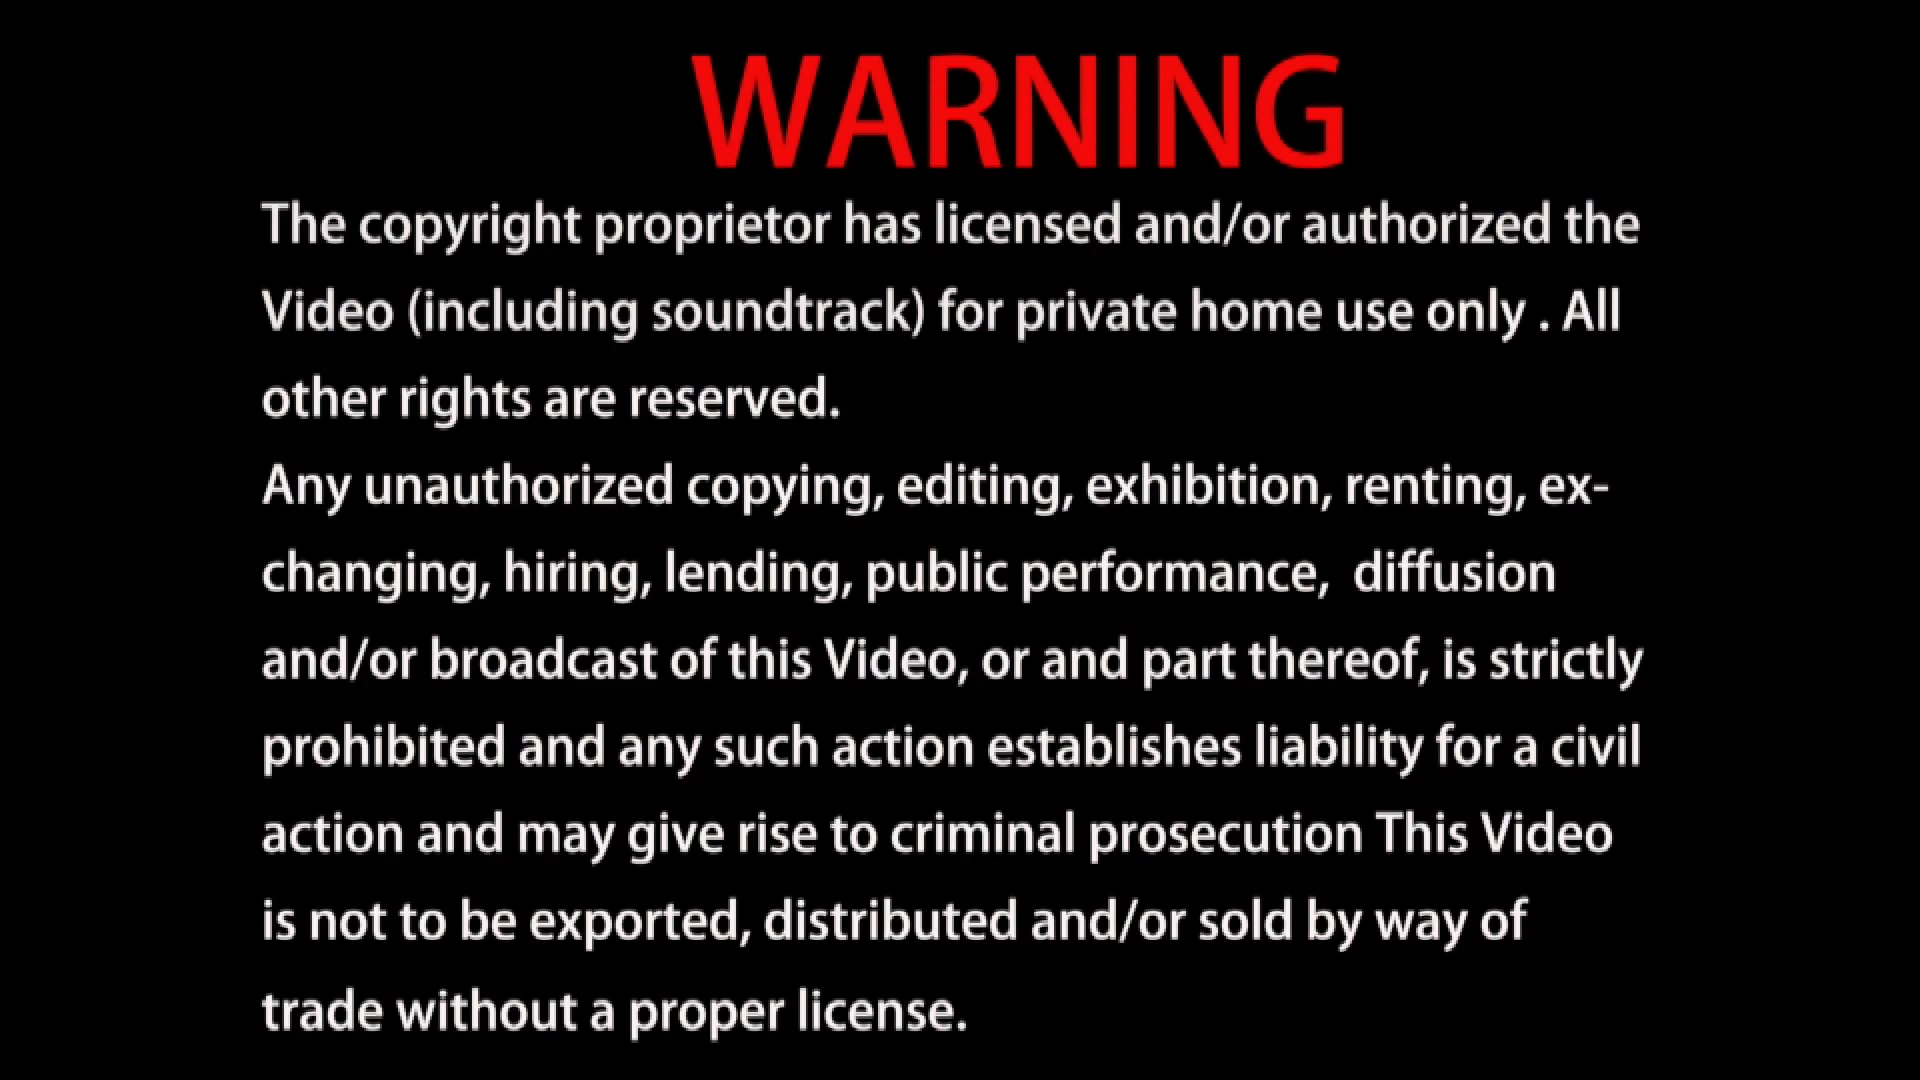 WARNING
The copyright proprietor has licensed and/or authorized the
Video (including soundtrack) for private home use only . All
other rights are reserved.
Any unauthorized copying, editing, exhibition, renting, ex-
changing, hiring, lending, public performance,  diffusion
and/or broadcast of this Video, or and part thereof, is strictly
prohibited and any such action establishes liability for a civil
action and may give rise to criminal prosecution This Video
is not to be exported, distributed and/or sold by way of
trade without a proper license.